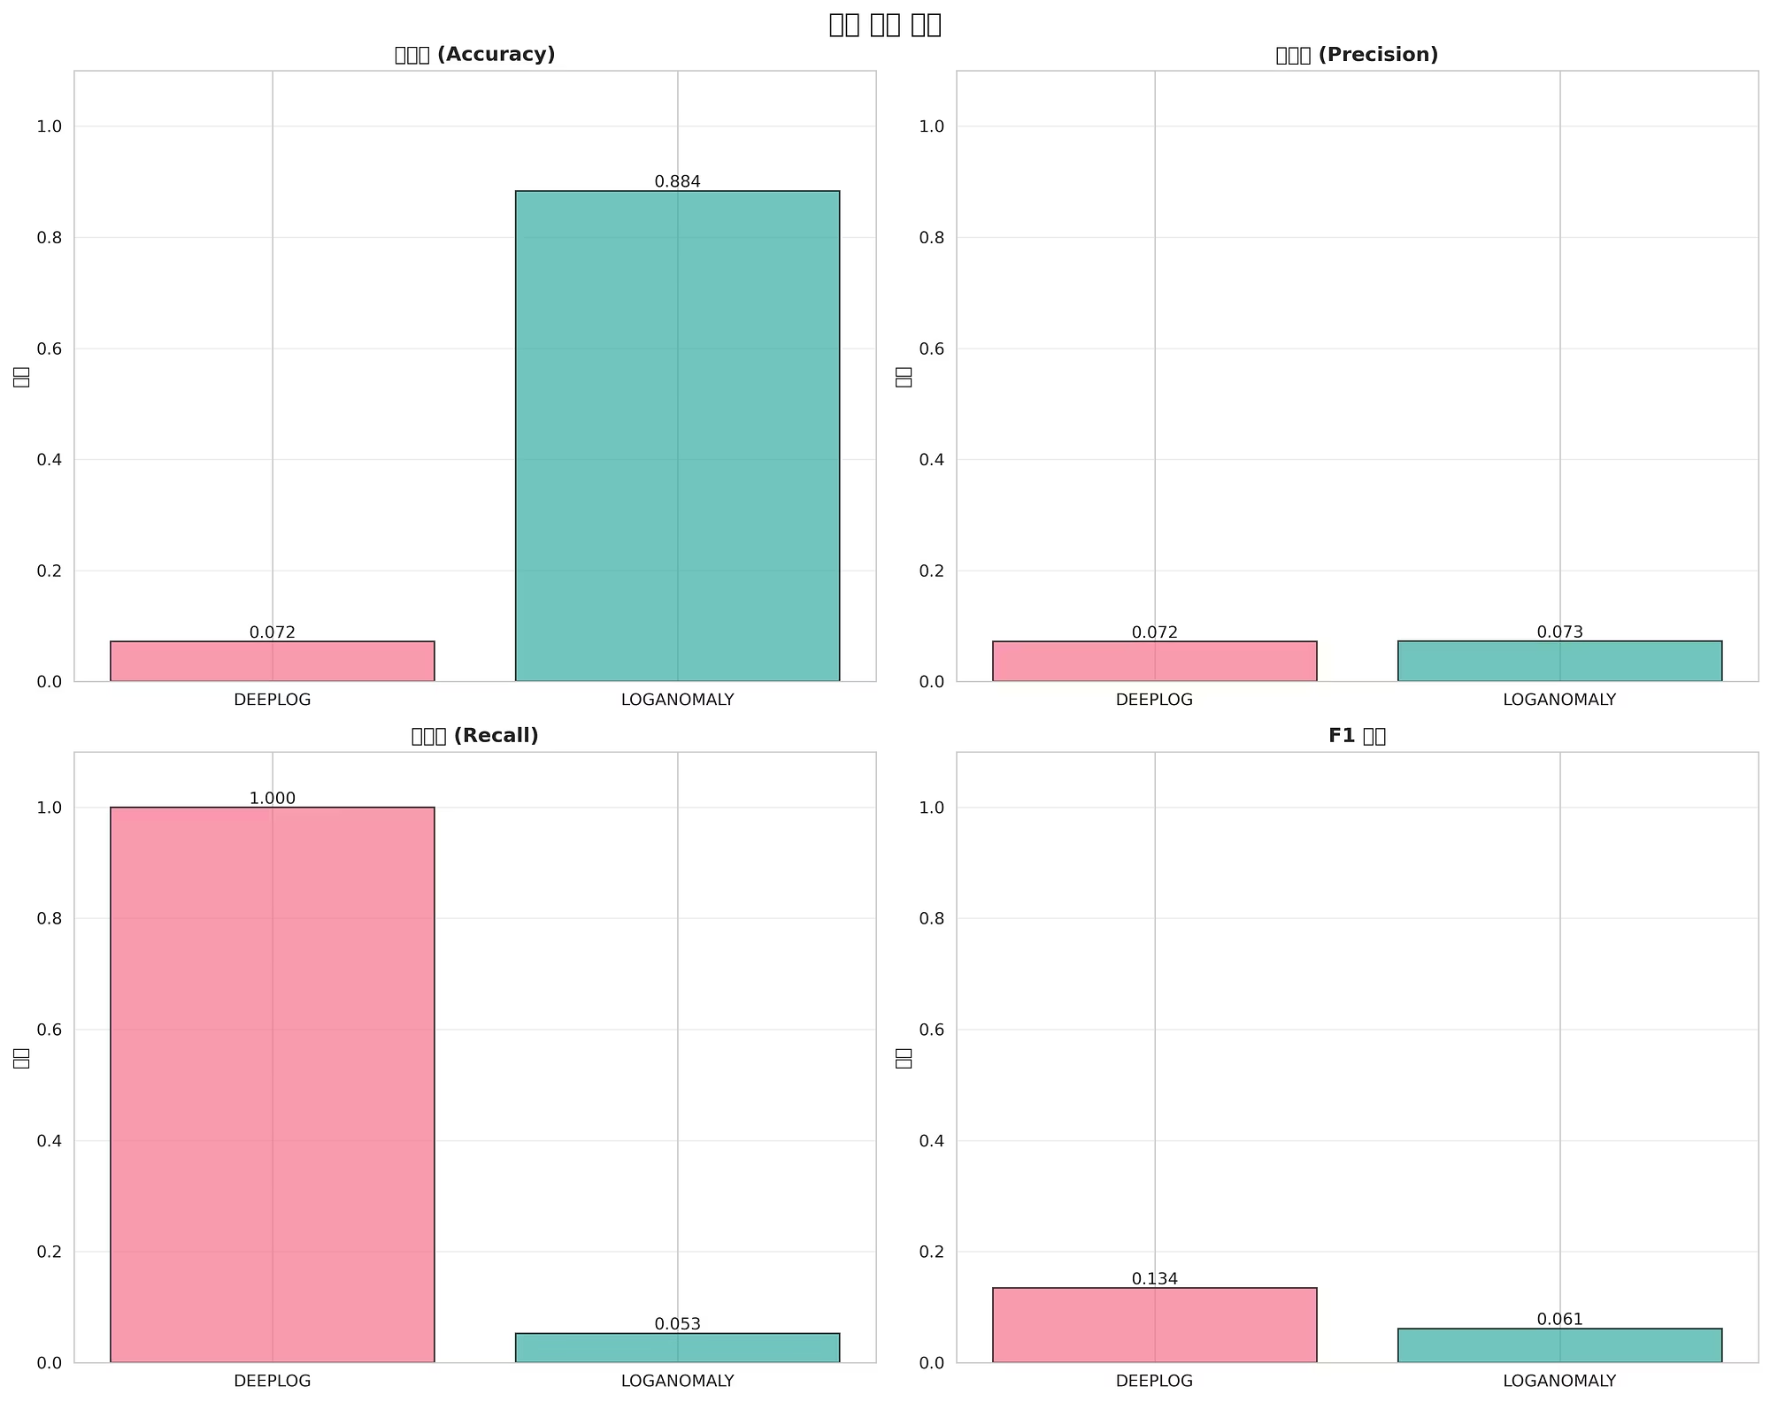 (Accuracy)
1.0
0.8
0.6
0.4
0.2
0.0
0.072
0.884
DEEPLOG
LOGANOMALY
(Precision)
1.0
0.8
0.6
0.4
0.2
0.0
0.072
0.073
DEEPLOG
LOGANOMALY
(Recall)
1.0
0.8
0.6
0.4
0.2
0.0
1.000
0.053
DEEPLOG
LOGANOMALY
F1
1.0
0.8
0.6
0.4
0.2
0.0
0.134
0.061
DEEPLOG
LOGANOMALY